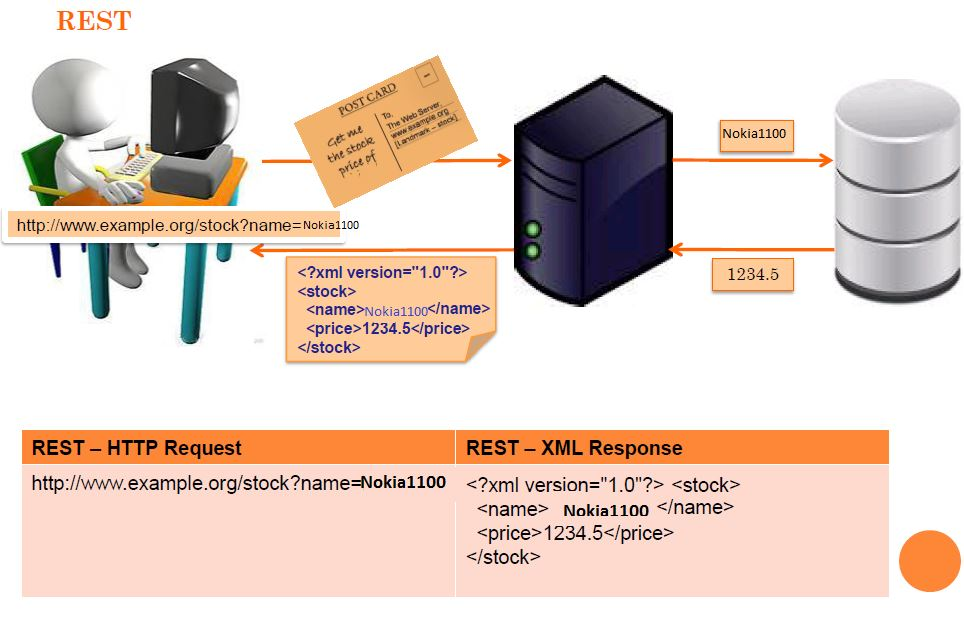 REST
POST CARD
Get me
the stock
price of
To,
The Web Server,
www.example.org
[Landmark – stock]
Nokia1100
http://www.example.org/stock?name=Nokia1100
1234.5
<?xml version="1.0"?>
<stock>
<name>Nokia1100</name>
<price>1234.5</price>
</stock>
REST – HTTP Request
REST – XML Response
http://www.example.org/stock?name=Nokia1100
<?xml version="1.0"?> <stock>
<name> Nokia1100 </name>
<price>1234.5</price>
</stock>